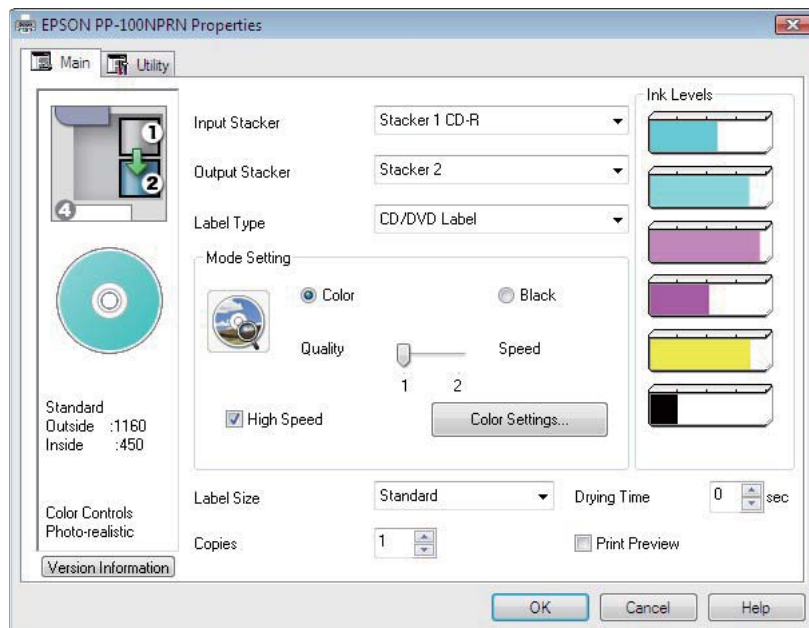 EPSON PP-100NPRN Properties
Main
Utility
1
2
4
Standard
Outside :1160
Inside :450
Color Controls
Photo-realistic
Version Information
Input Stacker
Stacker 1 CD-R
Output Stacker
Stacker 2
Label Type
CD/DVD Label
Mode Setting
Color
Black
Quality
Speed
1 2
High Speed
Color Settings...
Label Size
Standard
Drying Time
0
sec
Copies
1
Print Preview
Ink Levels
OK
Cancel
Help